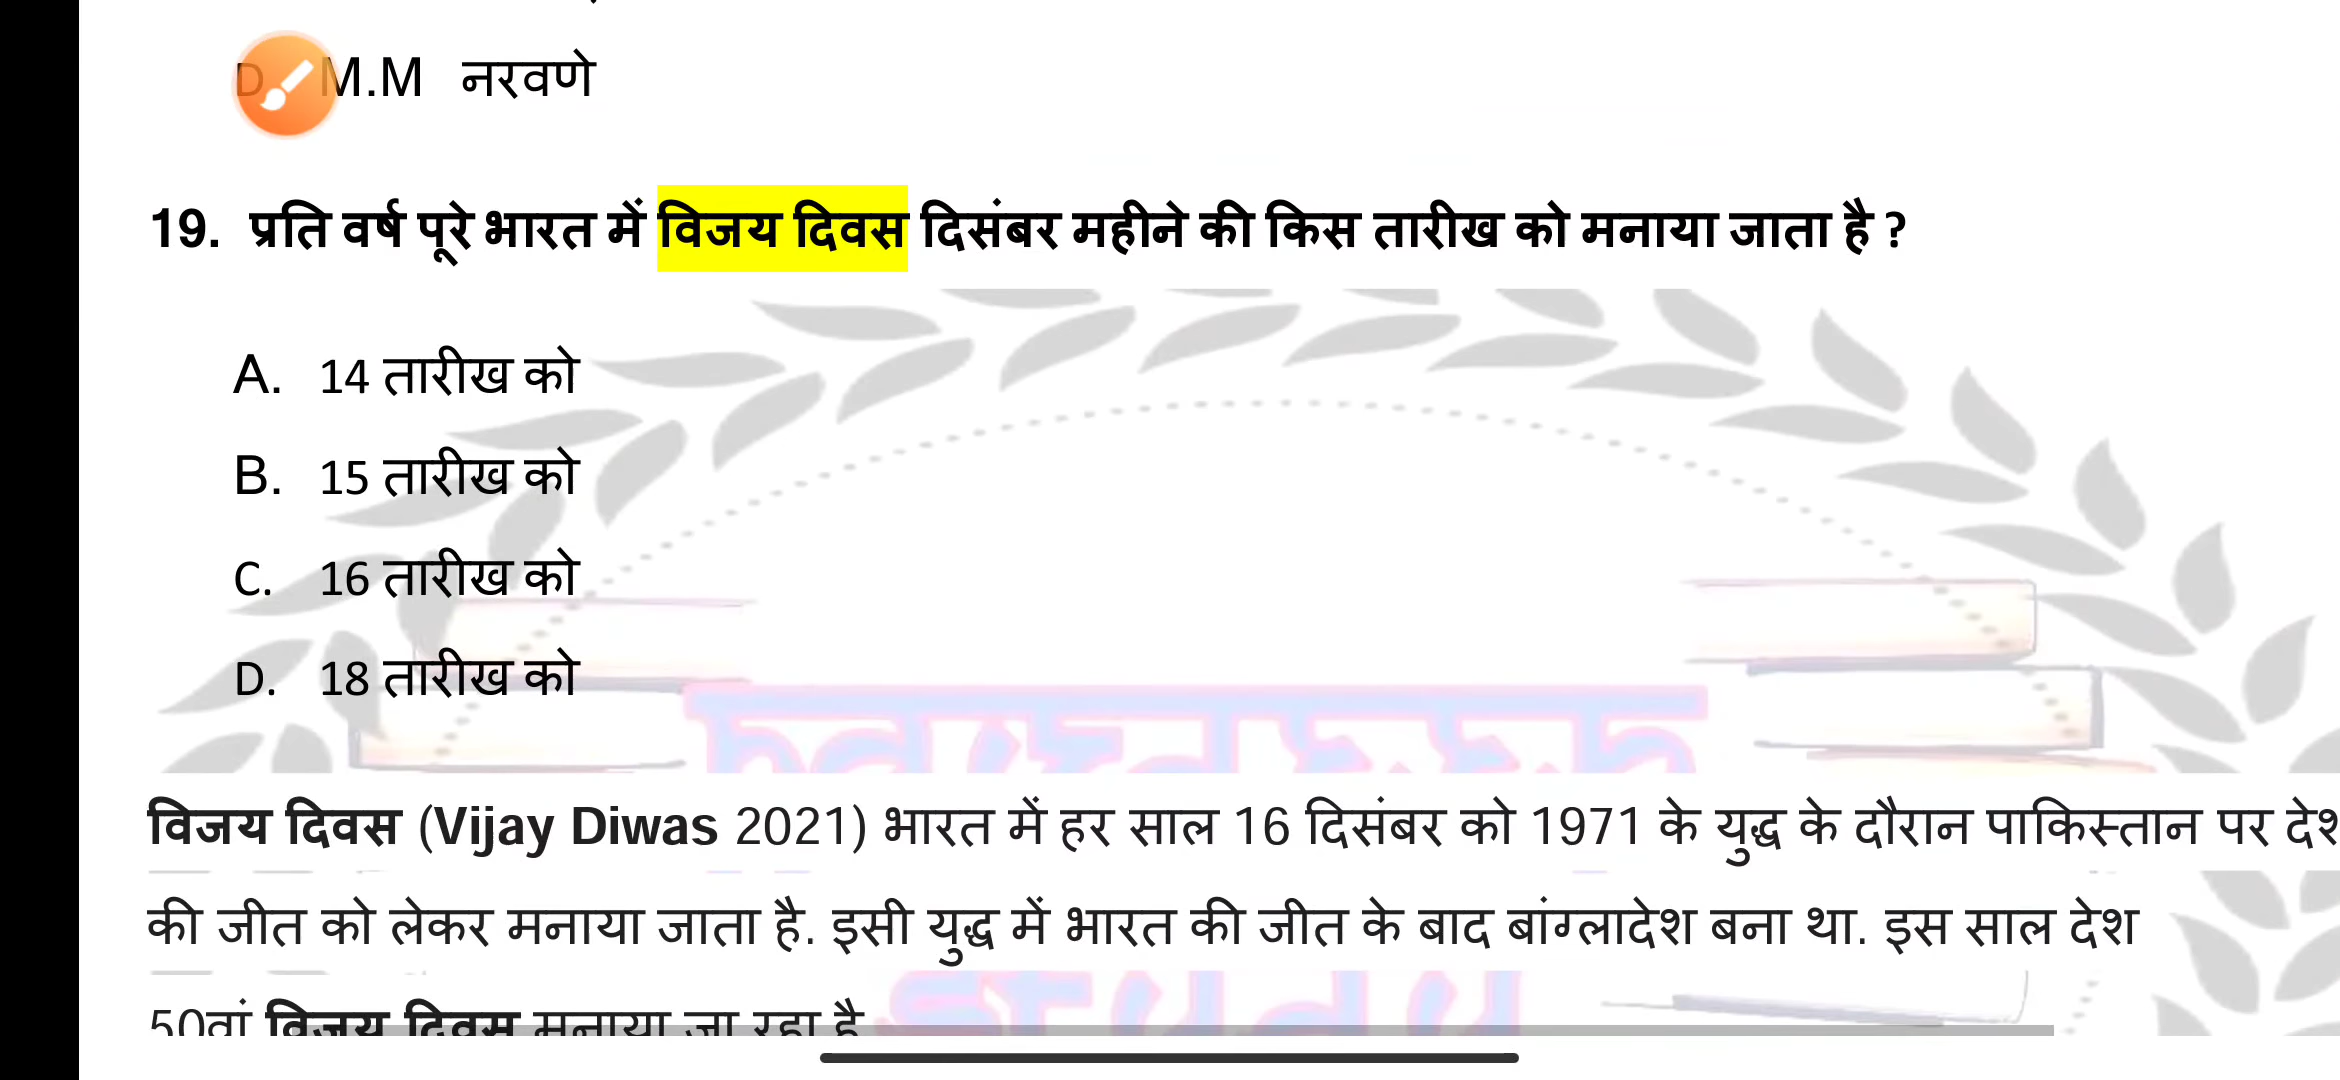 D. M.M नरवणे
19. प्रति वर्ष पूरे भारत में विजय दिवस दिसंबर महीने की किस तारीख को मनाया जाता है ?
A. 14 तारीख को
B. 15 तारीख को
C. 16 तारीख को
D. 18 तारीख को
विजय दिवस (Vijay Diwas 2021) भारत में हर साल 16 दिसंबर को 1971 के युद्ध के दौरान पाकिस्तान पर देश
की जीत को लेकर मनाया जाता है. इसी युद्ध में भारत की जीत के बाद बांग्लादेश बना था. इस साल देश
50वां विजय दिवस मनाया जा रहा है